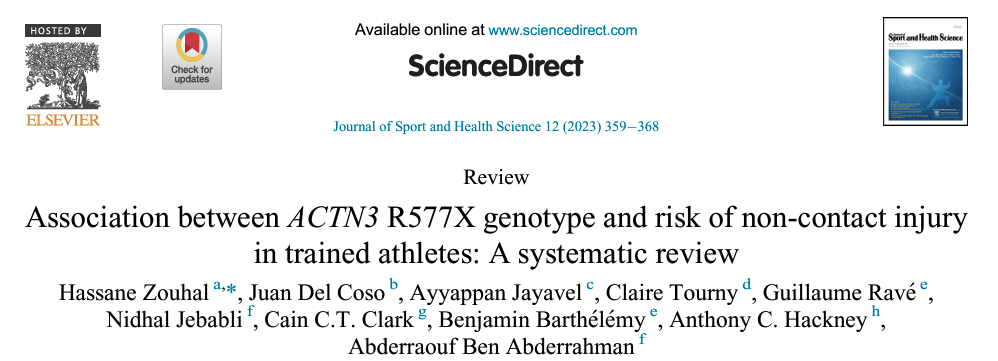 HOSTED BY
ELSEVIER
Check for
updates
Available online at www.sciencedirect.com
ScienceDirect
Journal of Sport and Health Science 12 (2023) 359−368
Sport and Health Science
Review
Association between ACTN3 R577X genotype and risk of non-contact injury
in trained athletes: A systematic review
Hassane Zouhal a,*, Juan Del Coso b, Ayyappan Jayavel c, Claire Tourny d, Guillaume Ravé e,
Nidhal Jebabli f, Cain C.T. Clark g, Benjamin Barthélémy e, Anthony C. Hackney h,
Abderraouf Ben Abderrahman f